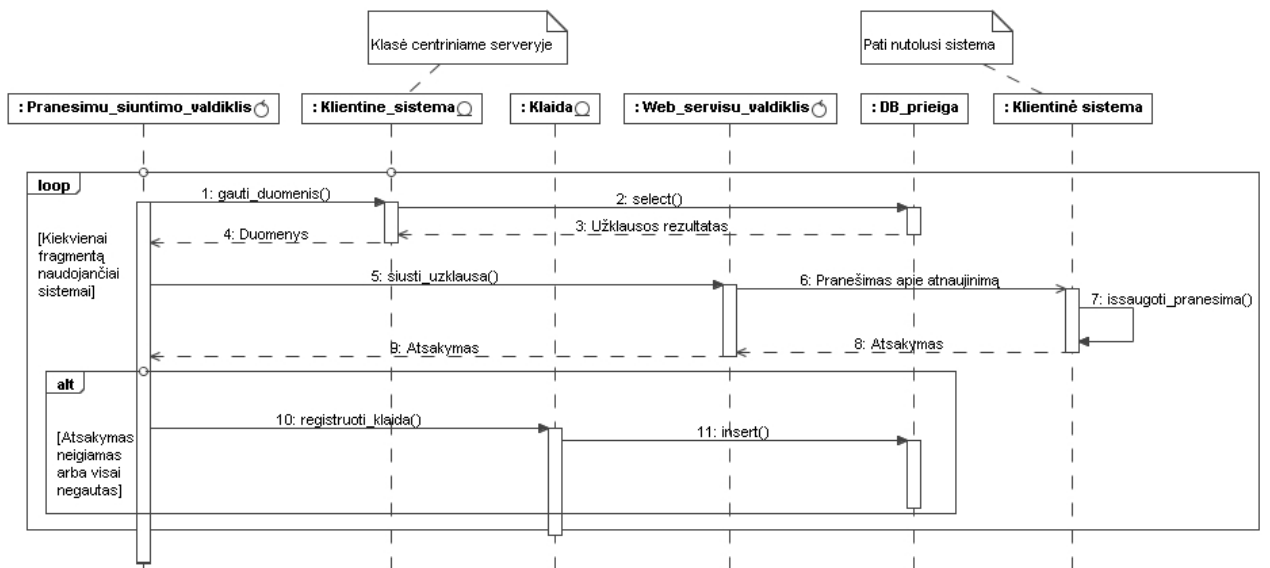 Klasė centriniame serveryje
Pati nutolusi sistema
: Pranesimu_siuntimo_valdiklis
: Klientine_sistema
: Klaida
: Web_servisu_valdiklis
: DB_prieiga
: Klientinė sistema
loop
1: gauti_duomenis()
2: select()
3: Užklausos rezultatas
4: Duomenys
[Kiekvienai
fragmentą
naudojančiai
sistemai]
5: siusti_uzklausa()
6: Pranešimas apie atnaujinimą
7: issaugoti_pranesima()
8: Atsakymas
9: Atsakymas
alt
10: registruoti_klaida()
11: insert()
[Atsakymas
neigiamas
arba visai
negautas]